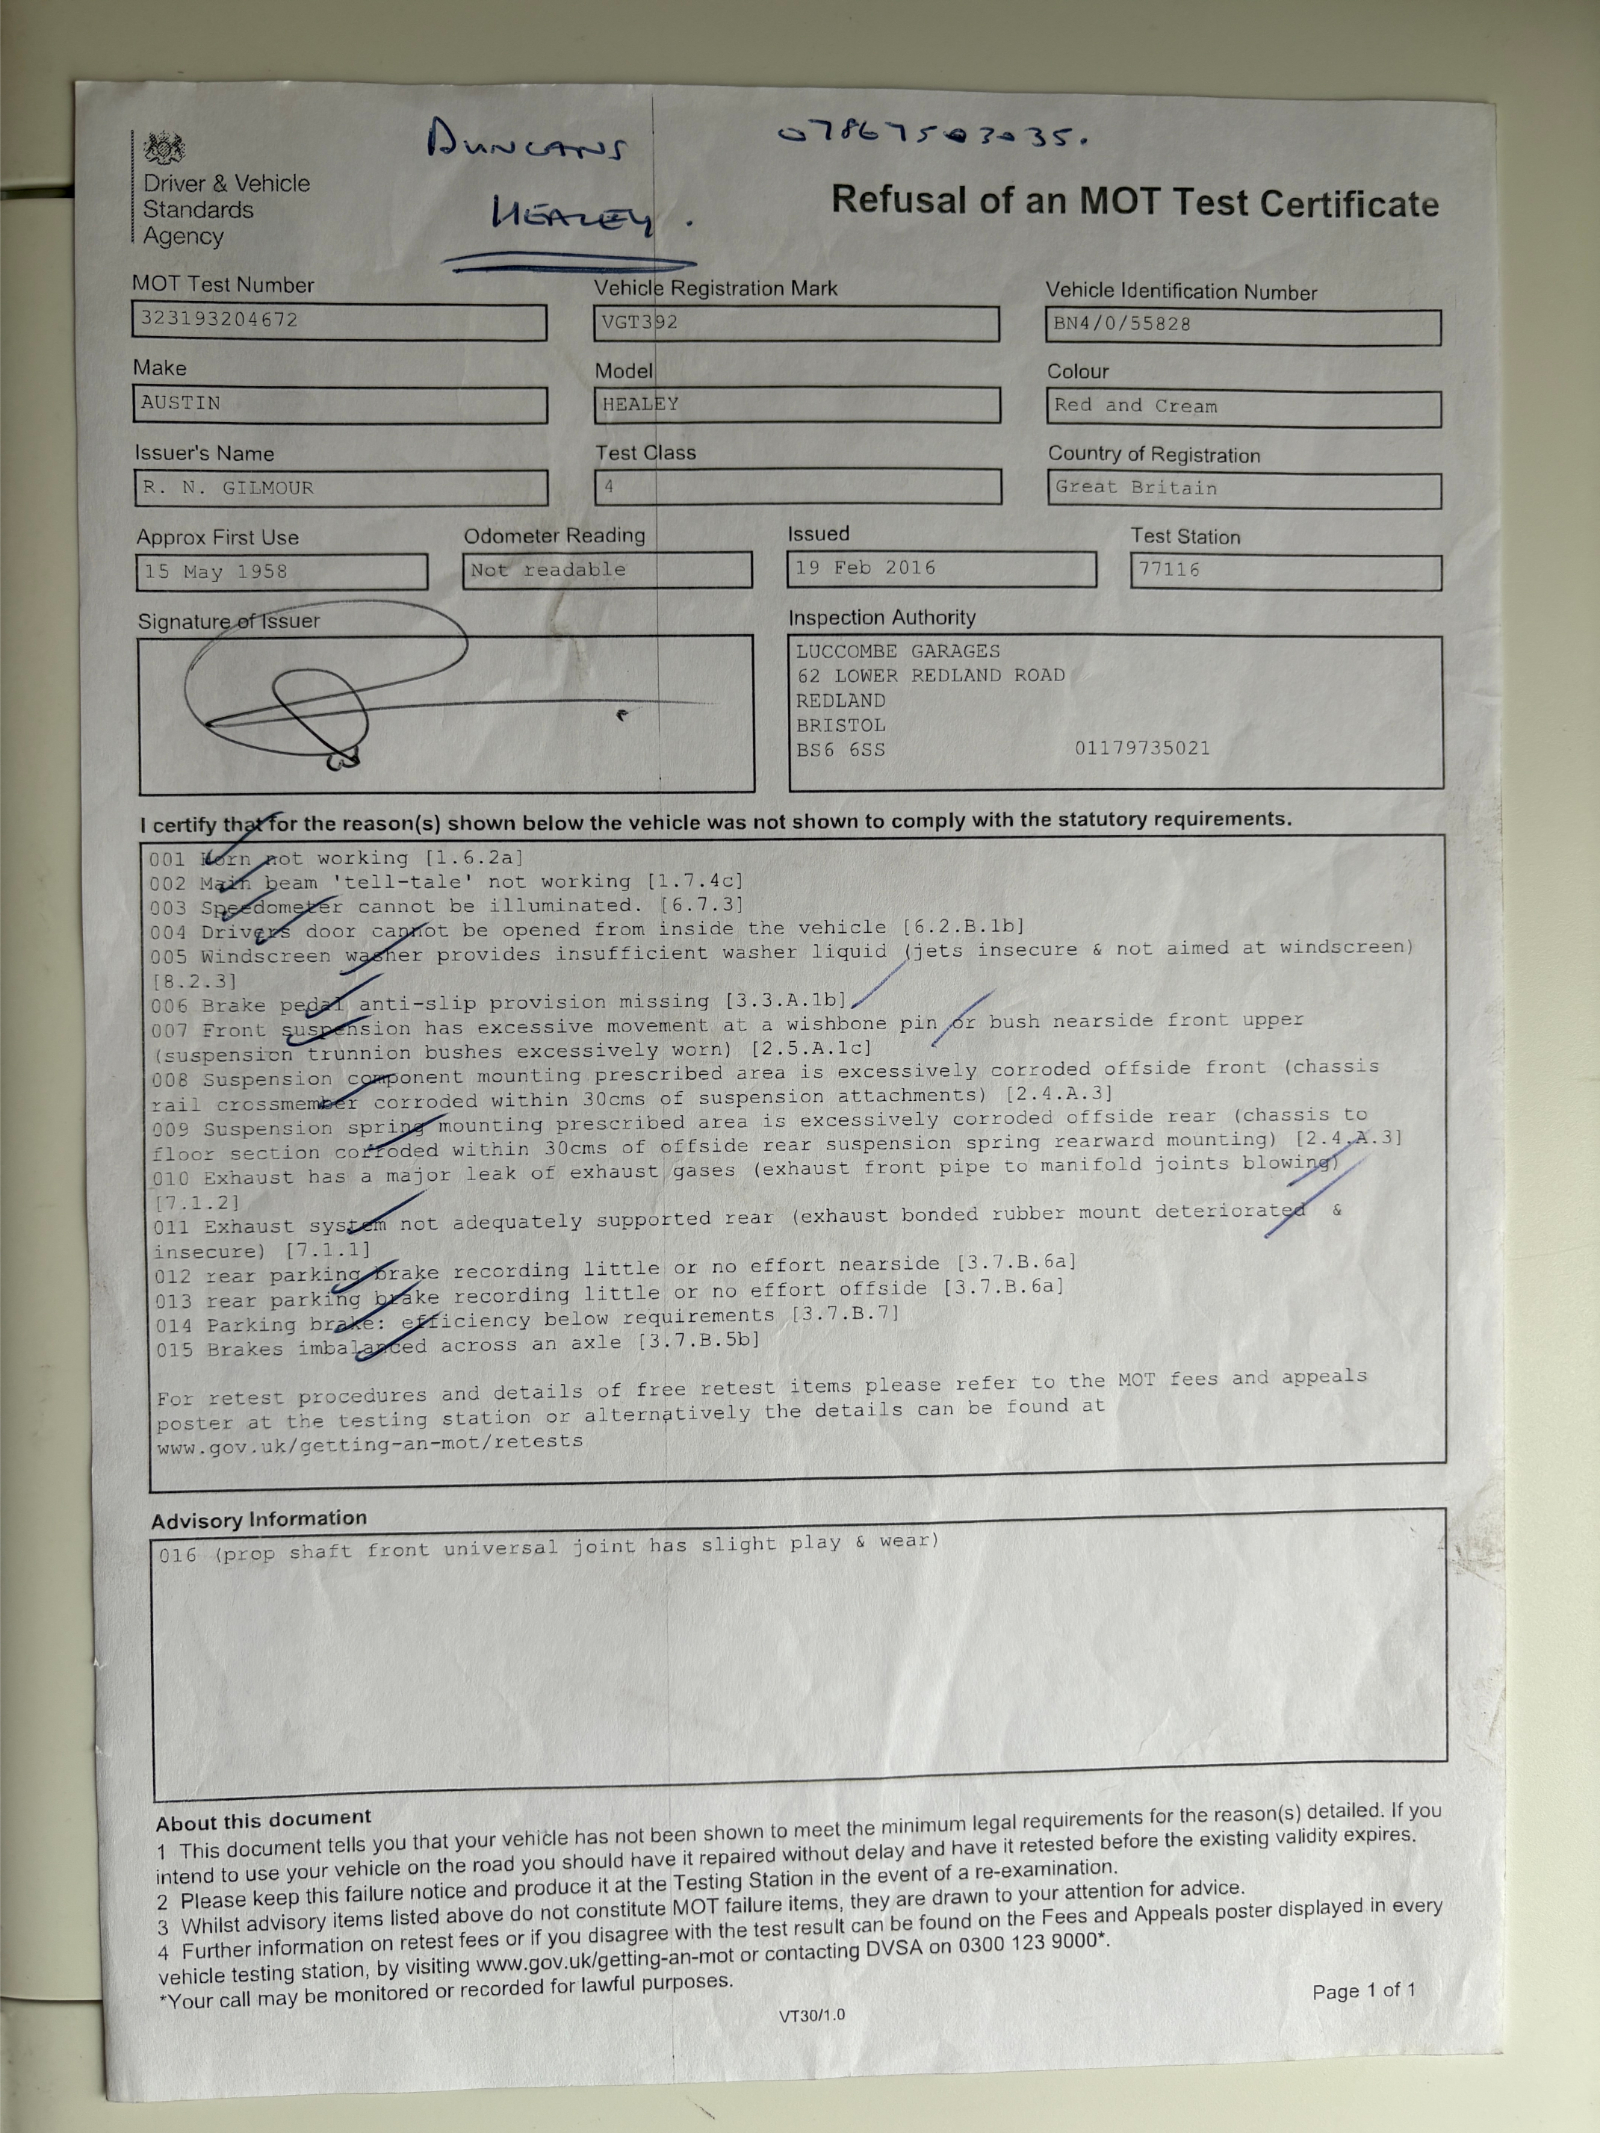 DUNCANS 07867503035.
HEALEY.
Driver & Vehicle
Standards
Agency
Refusal of an MOT Test Certificate
MOT Test Number Vehicle Registration Mark Vehicle Identification Number
323193204672 VGT392 BN4/0/55828
Make Model Colour
AUSTIN HEALEY Red and Cream
Issuer's Name Test Class Country of Registration
R. N. GILMOUR 4 Great Britain
Approx First Use Odometer Reading Issued Test Station
15 May 1958 Not readable 19 Feb 2016 77116
Signature of Issuer Inspection Authority
LUCCOMBE GARAGES
62 LOWER REDLAND ROAD
REDLAND
BRISTOL
BS6 6SS 01179735021
I certify that for the reason(s) shown below the vehicle was not shown to comply with the statutory requirements.
001 Horn not working [1.6.2a]
002 Main beam 'tell-tale' not working [1.7.4c]
003 Speedometer cannot be illuminated. [6.7.3]
004 Drivers door cannot be opened from inside the vehicle [6.2.B.1b]
005 Windscreen washer provides insufficient washer liquid (jets insecure & not aimed at windscreen)
[8.2.3]
006 Brake pedal anti-slip provision missing [3.3.A.1b]
007 Front suspension has excessive movement at a wishbone pin or bush nearside front upper
(suspension trunnion bushes excessively worn) [2.5.A.1c]
008 Suspension component mounting prescribed area is excessively corroded offside front (chassis
rail crossmember corroded within 30cms of suspension attachments) [2.4.A.3]
009 Suspension spring mounting prescribed area is excessively corroded offside rear (chassis to
floor section corroded within 30cms of offside rear suspension spring rearward mounting) [2.4.A.3]
010 Exhaust has a major leak of exhaust gases (exhaust front pipe to manifold joints blowing)
[7.1.2]
011 Exhaust system not adequately supported rear (exhaust bonded rubber mount deteriorated &
insecure) [7.1.1]
012 rear parking brake recording little or no effort nearside [3.7.B.6a]
013 rear parking brake recording little or no effort offside [3.7.B.6a]
014 Parking brake: efficiency below requirements [3.7.B.7]
015 Brakes imbalanced across an axle [3.7.B.5b]
For retest procedures and details of free retest items please refer to the MOT fees and appeals
poster at the testing station or alternatively the details can be found at
www.gov.uk/getting-an-mot/retests
Advisory Information
016 (prop shaft front universal joint has slight play & wear)
About this document
1 This document tells you that your vehicle has not been shown to meet the minimum legal requirements for the reason(s) detailed. If you
intend to use your vehicle on the road you should have it repaired without delay and have it retested before the existing validity expires.
2 Please keep this failure notice and produce it at the Testing Station in the event of a re-examination.
3 Whilst advisory items listed above do not constitute MOT failure items, they are drawn to your attention for advice.
4 Further information on retest fees or if you disagree with the test result can be found on the Fees and Appeals poster displayed in every
vehicle testing station, by visiting www.gov.uk/getting-an-mot or contacting DVSA on 0300 123 9000*.
*Your call may be monitored or recorded for lawful purposes.
Page 1 of 1
VT30/1.0